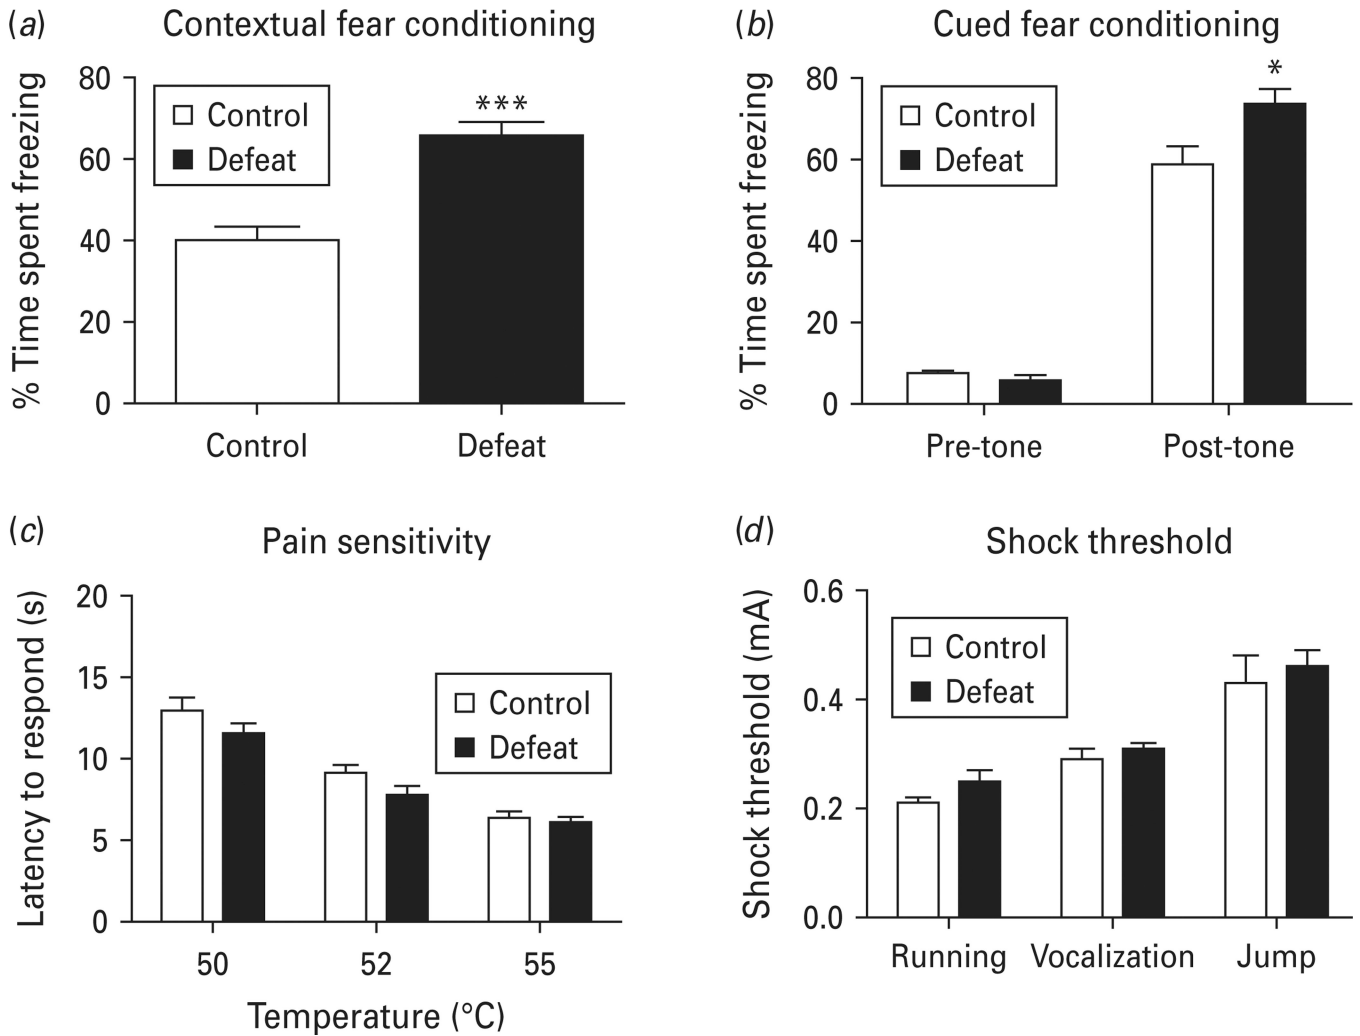 (a) Contextual fear conditioning
% Time spent freezing
80
60
40
20
0
Control
Defeat
***
Control Defeat
(b) Cued fear conditioning
% Time spent freezing
80
60
40
20
0
Control
Defeat
*
Pre-tone Post-tone
(c) Pain sensitivity
Latency to respond (s)
20
15
10
5
0
Control
Defeat
50 52 55
Temperature (°C)
(d) Shock threshold
Shock threshold (mA)
0.6
0.4
0.2
0.0
Control
Defeat
Running Vocalization Jump